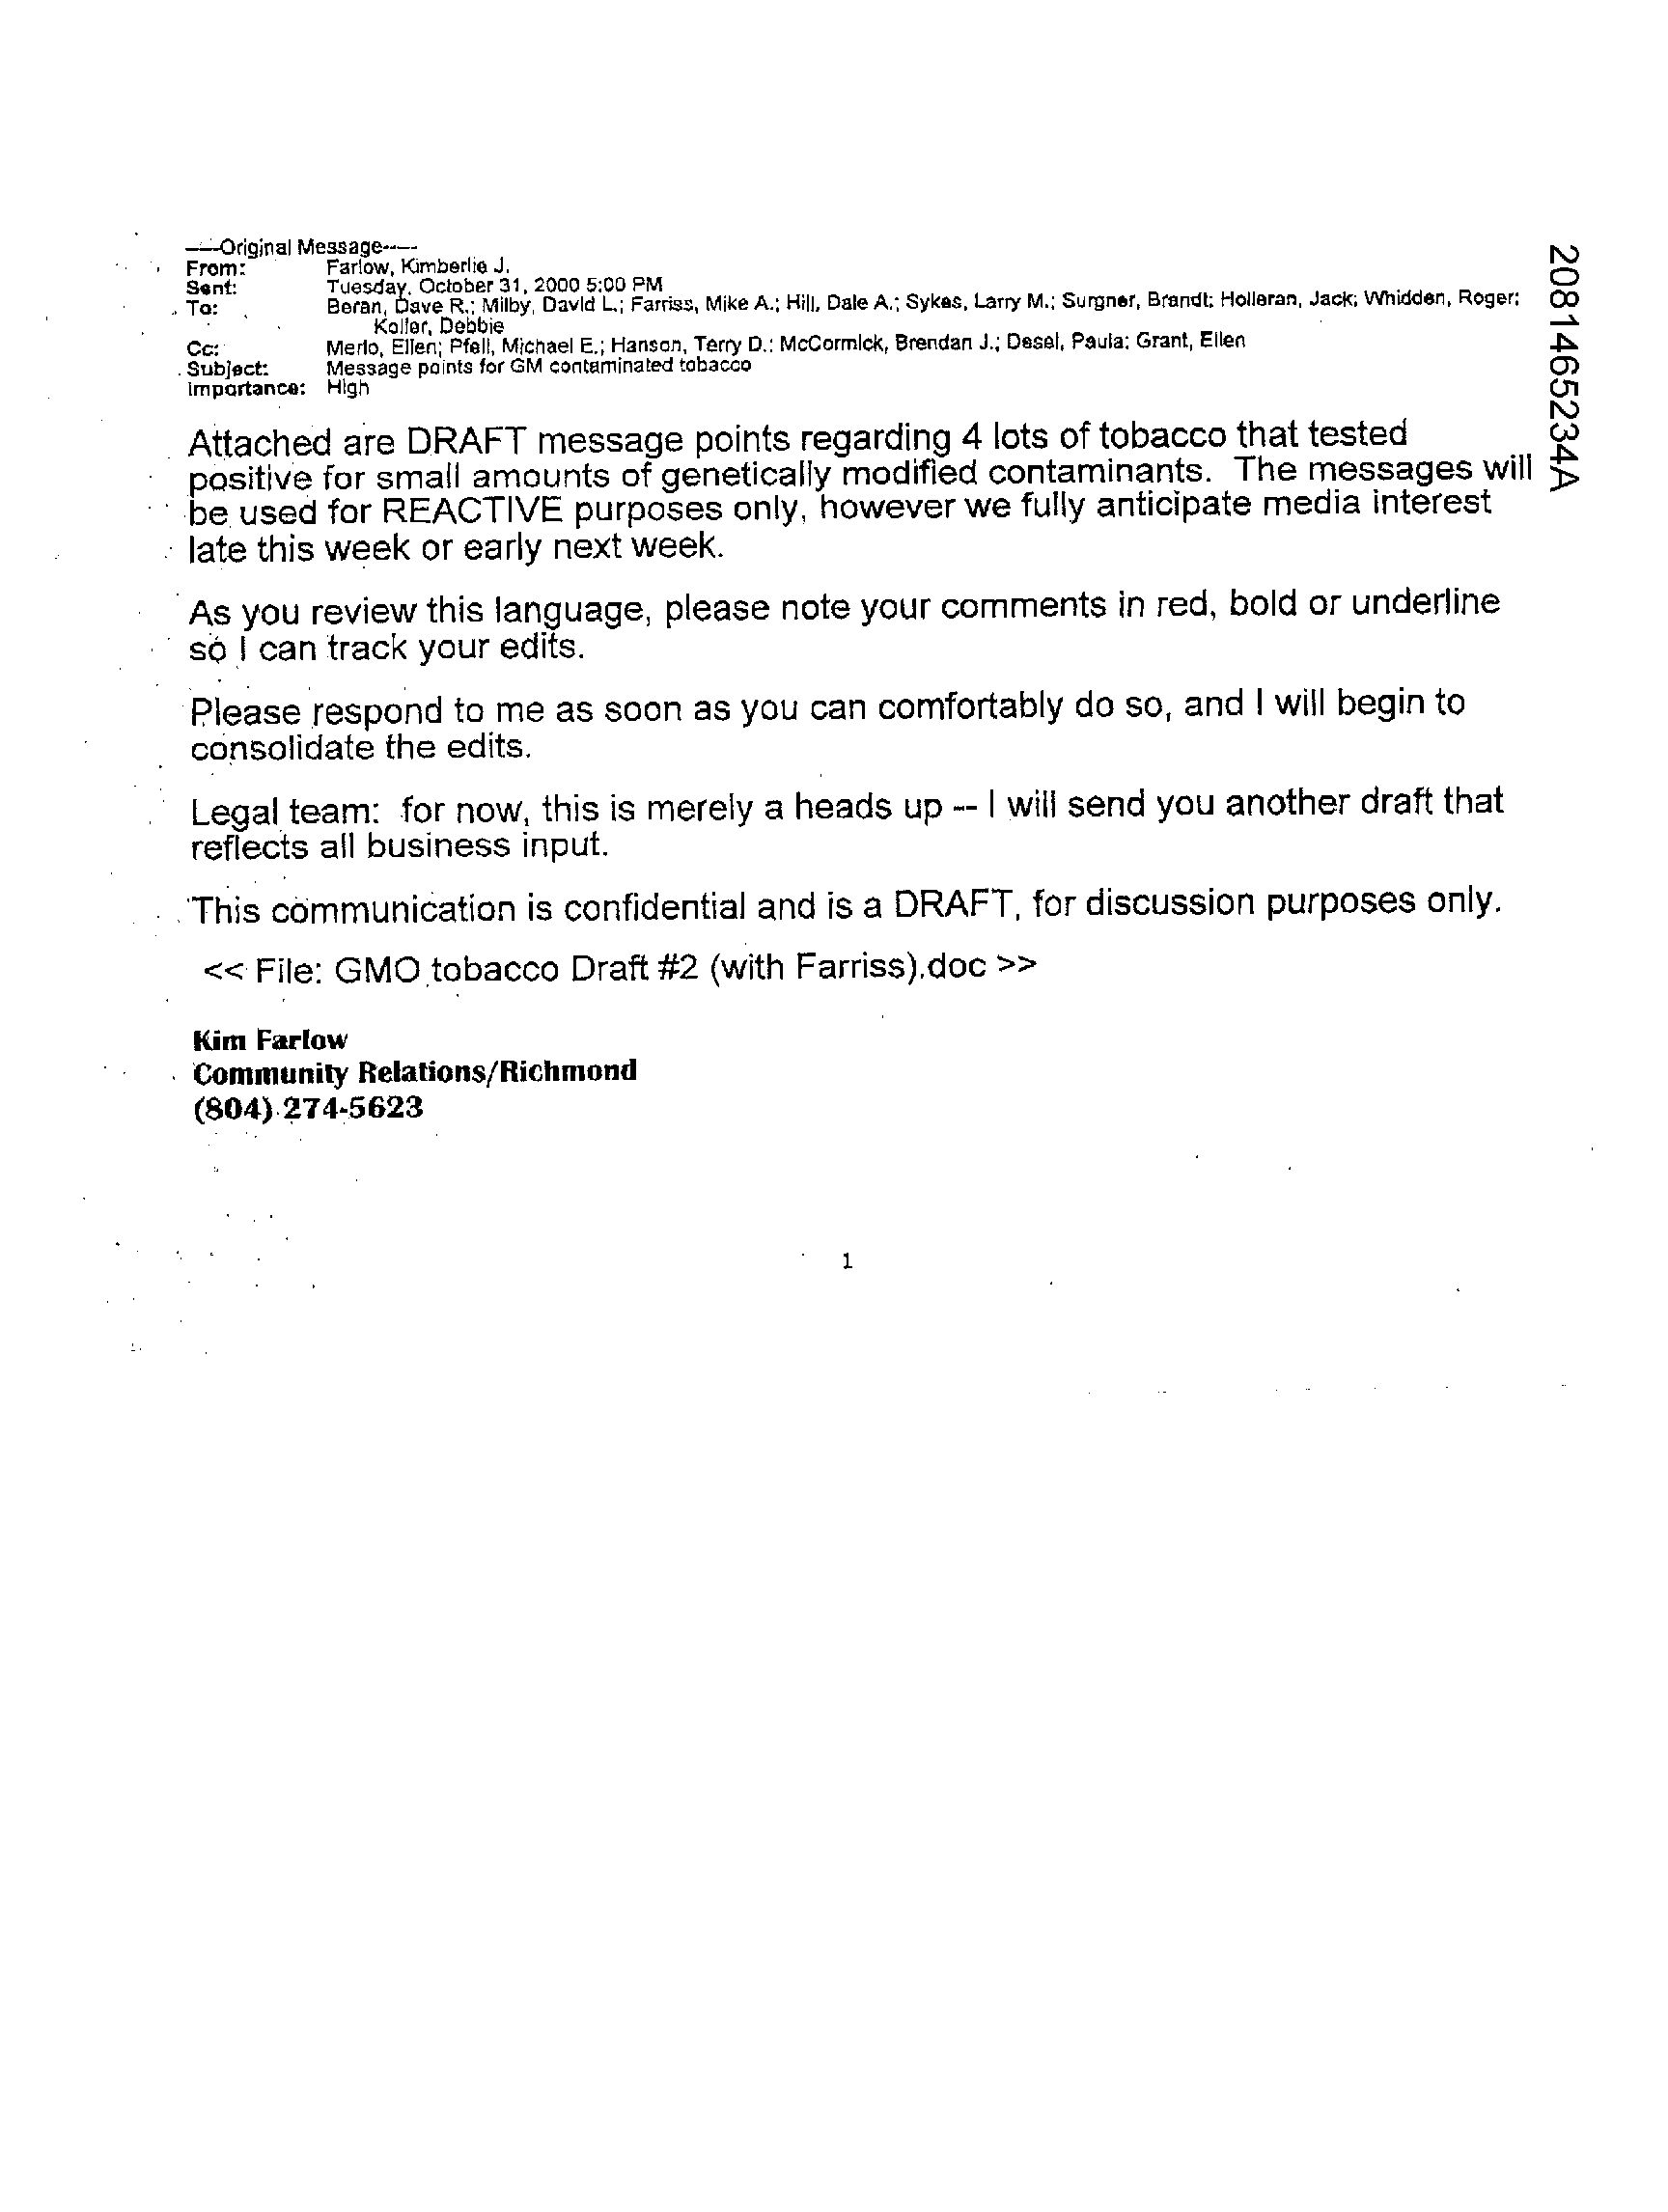 -----Original Message-----
From: Farlow, Kimberlie J.
Sent: Tuesday, October 31, 2000 5:00 PM
To: Beran, Dave R.; Milby, David L.; Farriss, Mike A.; Hill, Dale A.; Sykes, Larry M.; Surgner, Brandt; Holleran, Jack; Whidden, Roger;
Koller, Debbie
Cc: Merlo, Ellen; Pfeil, Michael E.; Hanson, Terry D.; McCormick, Brendan J.; Desel, Paula; Grant, Ellen
Subject: Message points for GM contaminated tobacco
Importance: High
Attached are DRAFT message points regarding 4 lots of tobacco that tested
positive for small amounts of genetically modified contaminants. The messages will
be used for REACTIVE purposes only, however we fully anticipate media interest
late this week or early next week.
As you review this language, please note your comments in red, bold or underline
so I can track your edits.
Please respond to me as soon as you can comfortably do so, and I will begin to
consolidate the edits.
Legal team: for now, this is merely a heads up -- I will send you another draft that
reflects all business input.
This communication is confidential and is a DRAFT, for discussion purposes only.
<< File: GMO tobacco Draft #2 (with Farriss).doc >>
Kim Farlow
Community Relations/Richmond
(804) 274-5623
1
2081465234A